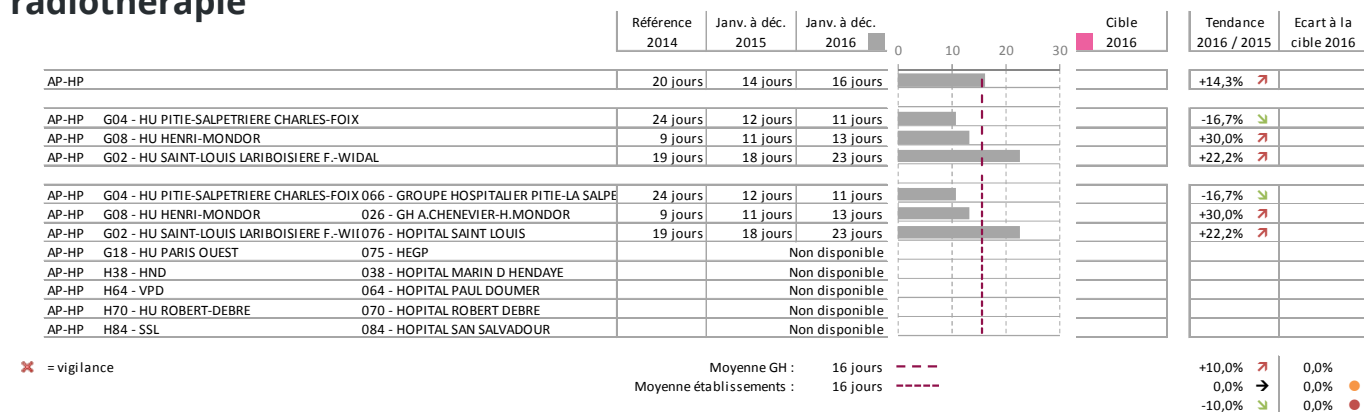 radiothérapie
Référence Janv. à déc. Janv. à déc. Cible Tendance Ecart à la
2014 2015 2016 0 10 20 30 2016 2016 / 2015 cible 2016
AP-HP 20 jours 14 jours 16 jours +14,3% ↗
AP-HP G04 - HU PITIE-SALPETRIERE CHARLES-FOIX 24 jours 12 jours 11 jours -16,7% ↘
AP-HP G08 - HU HENRI-MONDOR 9 jours 11 jours 13 jours +30,0% ↗
AP-HP G02 - HU SAINT-LOUIS LARIBOISIERE F.-WIDAL 19 jours 18 jours 23 jours +22,2% ↗
AP-HP G04 - HU PITIE-SALPETRIERE CHARLES-FOIX 066 - GROUPE HOSPITALIER PITIE-LA SALPE 24 jours 12 jours 11 jours -16,7% ↘
AP-HP G08 - HU HENRI-MONDOR 026 - GH A.CHENEVIER-H.MONDOR 9 jours 11 jours 13 jours +30,0% ↗
AP-HP G02 - HU SAINT-LOUIS LARIBOISIERE F.-WI 076 - HOPITAL SAINT LOUIS 19 jours 18 jours 23 jours +22,2% ↗
AP-HP G18 - HU PARIS OUEST 075 - HEGP Non disponible
AP-HP H38 - HND 038 - HOPITAL MARIN D HENDAYE Non disponible
AP-HP H64 - VPD 064 - HOPITAL PAUL DOUMER Non disponible
AP-HP H70 - HU ROBERT-DEBRE 070 - HOPITAL ROBERT DEBRE Non disponible
AP-HP H84 - SSL 084 - HOPITAL SAN SALVADOUR Non disponible
✖ = vigilance Moyenne GH : 16 jours +10,0% ↗ 0,0%
Moyenne établissements : 16 jours 0,0% → 0,0%
-10,0% ↘ 0,0%